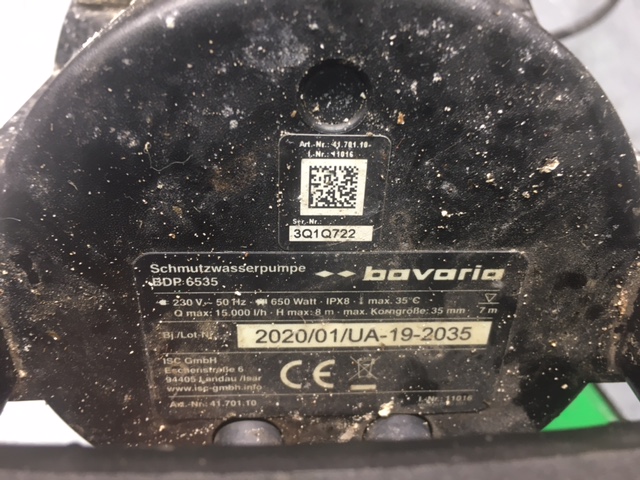 Art.-Nr.: 41.701.10
I.-Nr.: 11016
Ser.-Nr.:
3Q1Q722
Schmutzwasserpumpe
BDP 6535
bavaria
230 V ~ 50 Hz · 650 Watt · IPX8 · max. 35°C
Q max: 15.000 l/h · H max: 8 m · max. Korngröße: 35 mm 7 m
Bj./Lot-Nr.: 2020/01/UA-19-2035
ISC GmbH
Eschenstraße 6
94405 Landau/Isar
www.isc-gmbh.info
CE
Art.-Nr.: 41.701.10 I.-Nr.: 11016